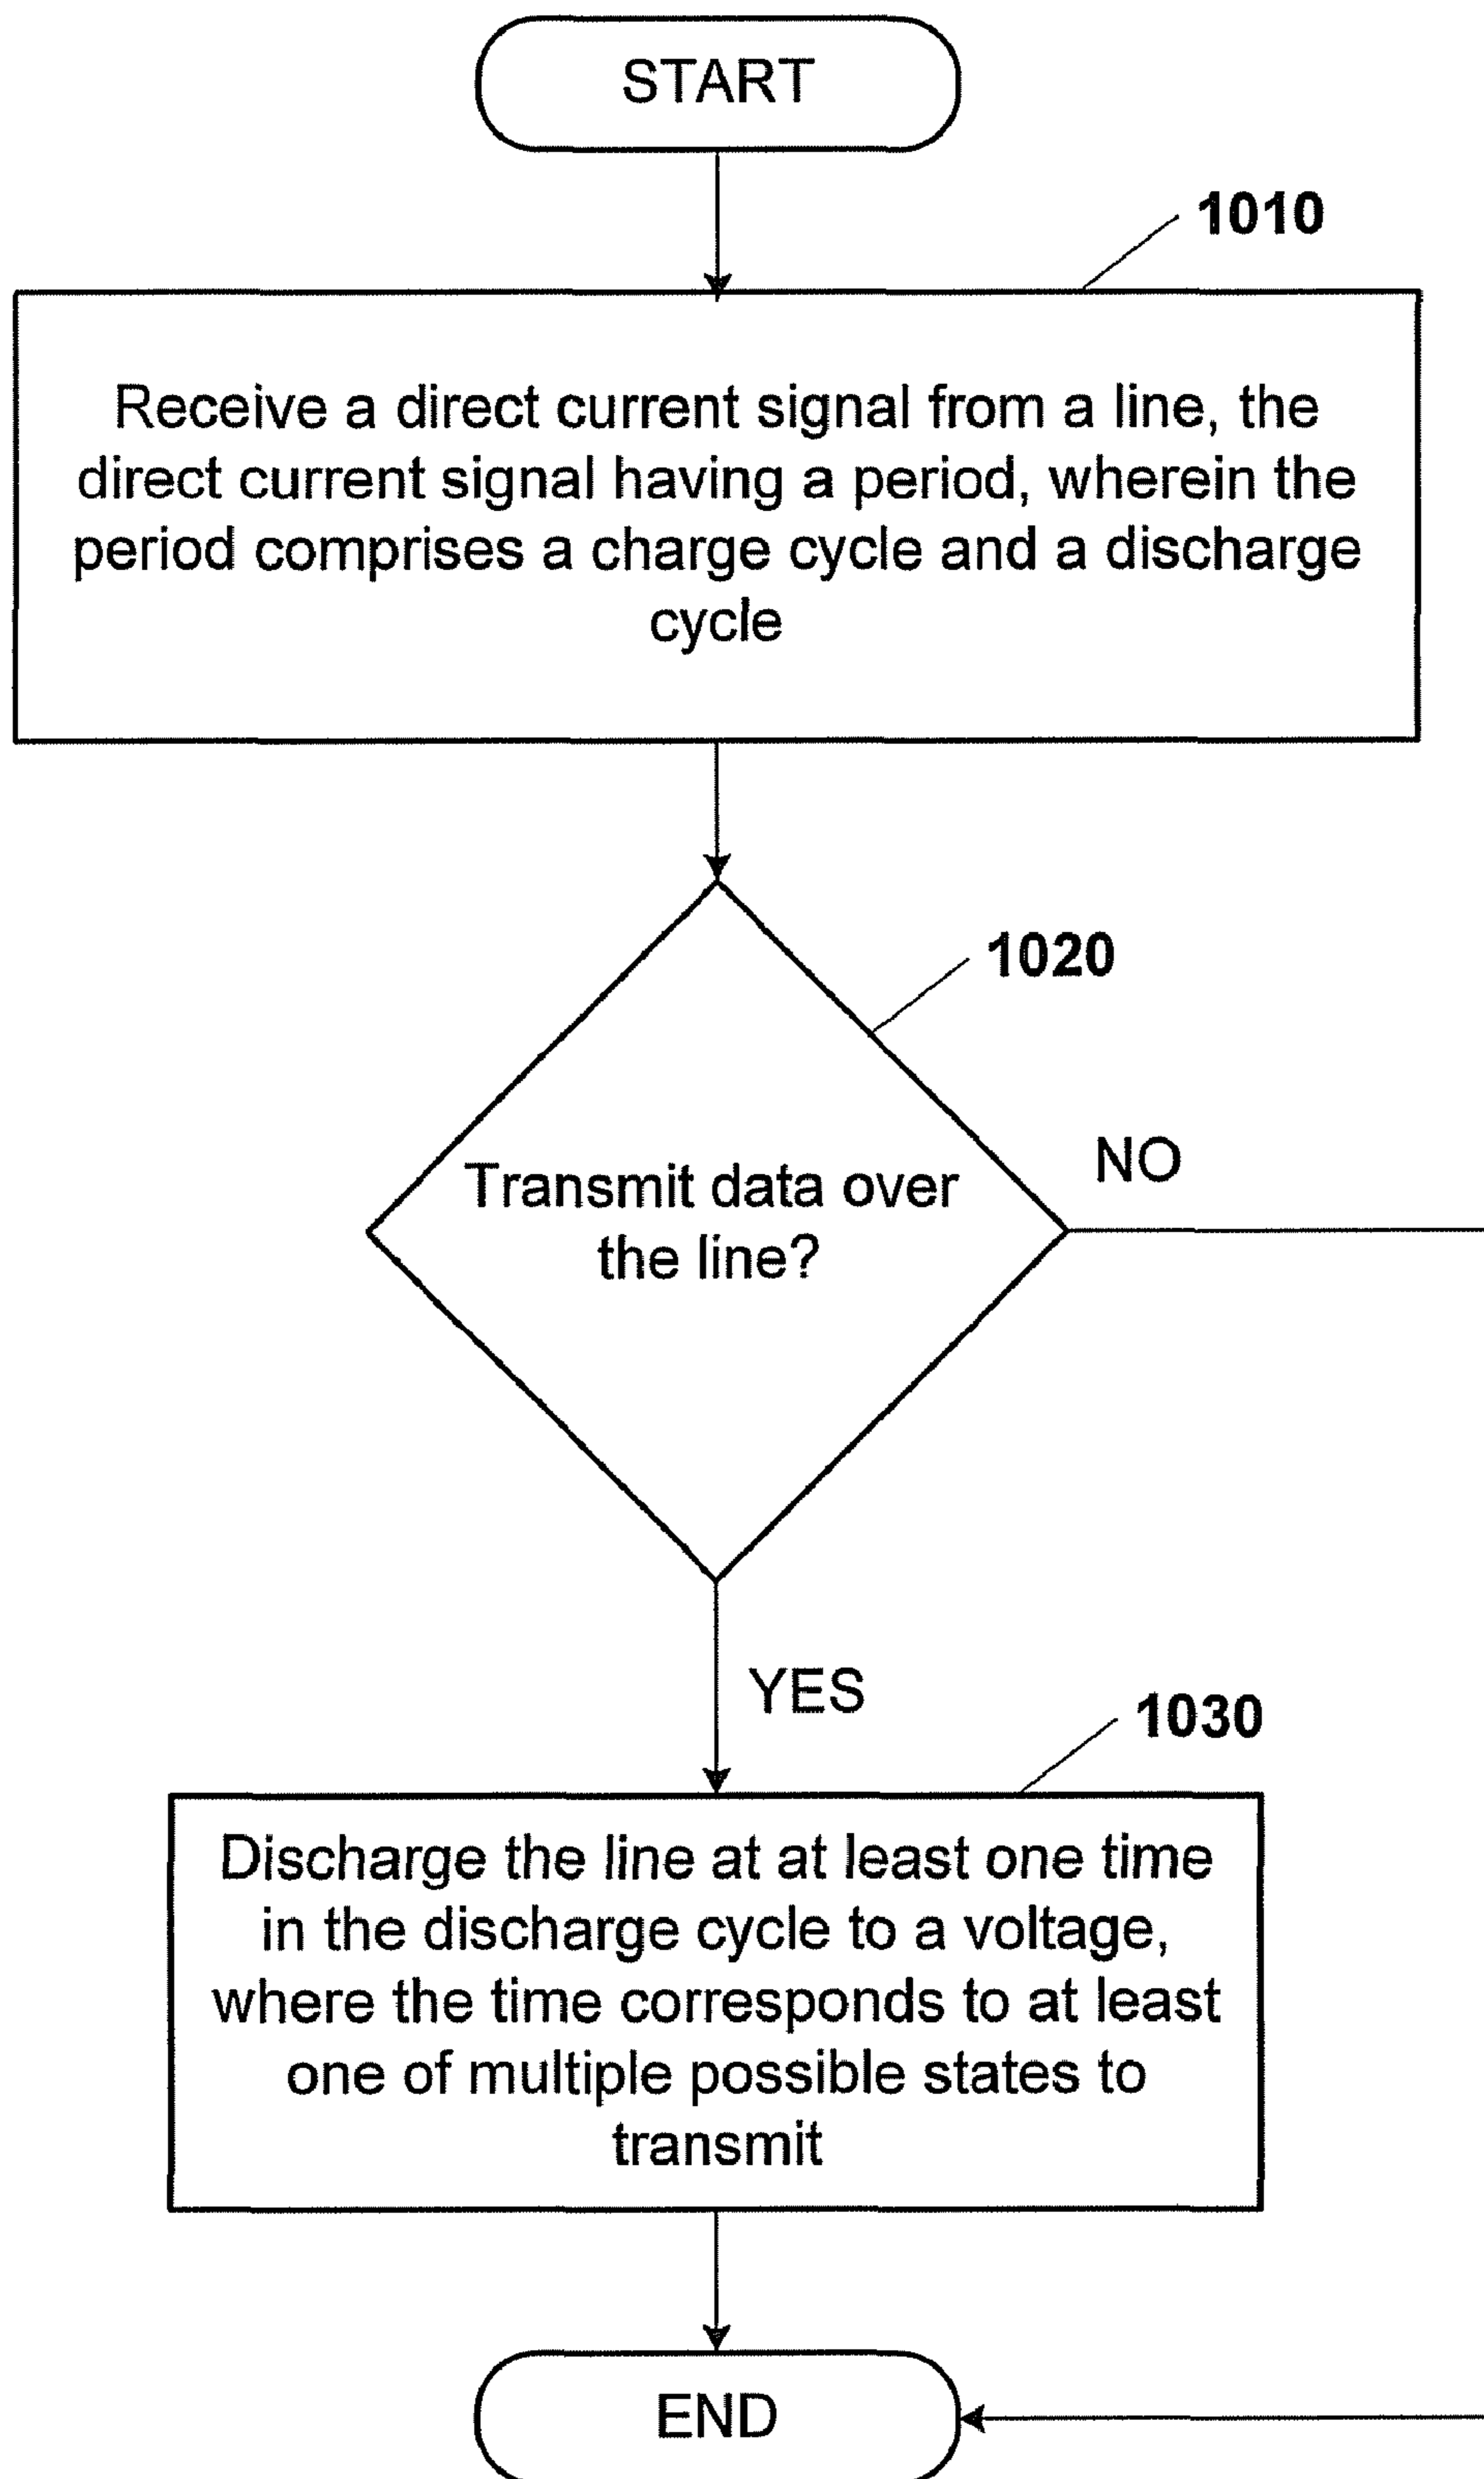 START
1010
Receive a direct current signal from a line, the
direct current signal having a period, wherein the
period comprises a charge cycle and a discharge
cycle
1020
Transmit data over
the line?
NO
YES
1030
Discharge the line at at least one time
in the discharge cycle to a voltage,
where the time corresponds to at least
one of multiple possible states to
transmit
END